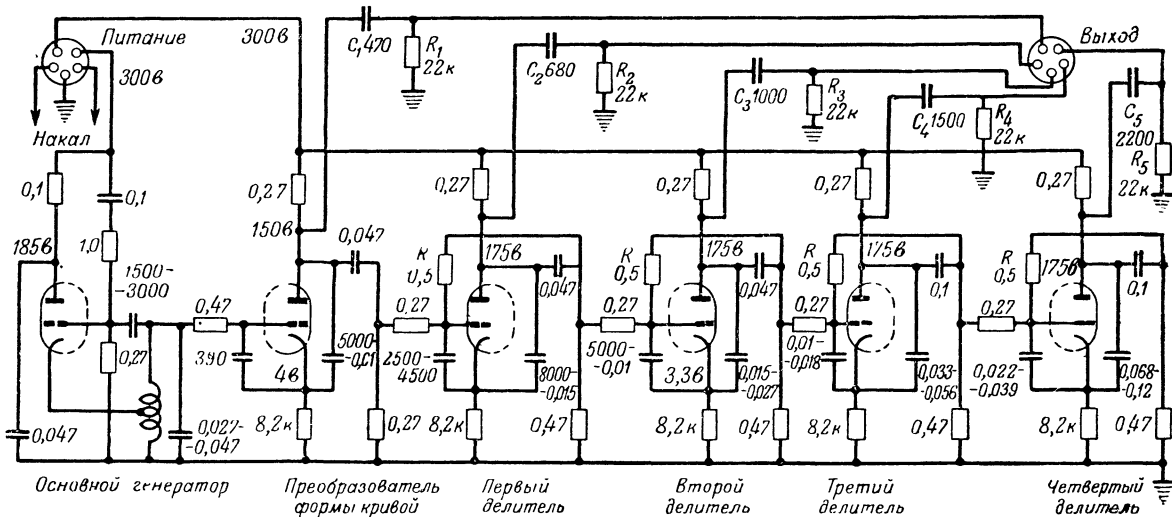 Питание
300в
300в
Накал
C₁ 470
R₁
22к
C₂ 680
R₂
22к
C₃ 1000
R₃
22к
C₄ 1500
R₄
22к
Выход
C₅
2200
R₅
22к
0,1
0,1
0,27
0,27
0,27
0,27
0,27
185в
1,0
150в
0,047
R
0,5
175в
0,047
R
0,5
175в
0,047
R
0,5
175в
0,1
R
0,5
175в
0,1
1500-
-3000
0,47
0,27
0,27
0,27
0,27
0,27
390
4в
5000-
-0,01
2500-
4500
8000-
-0,015
5000-
-0,01
3,3в
0,015-
-0,027
0,01-
-0,018
0,033-
-0,056
0,022-
-0,039
0,068-
-0,12
0,047
0,027-
-0,047
8,2к
0,27
8,2к
0,47
8,2к
0,47
8,2к
0,47
8,2к
0,47
Основной генератор
Преобразователь
формы кривой
Первый
делитель
Второй
делитель
Третий
делитель
Четвертый
делитель